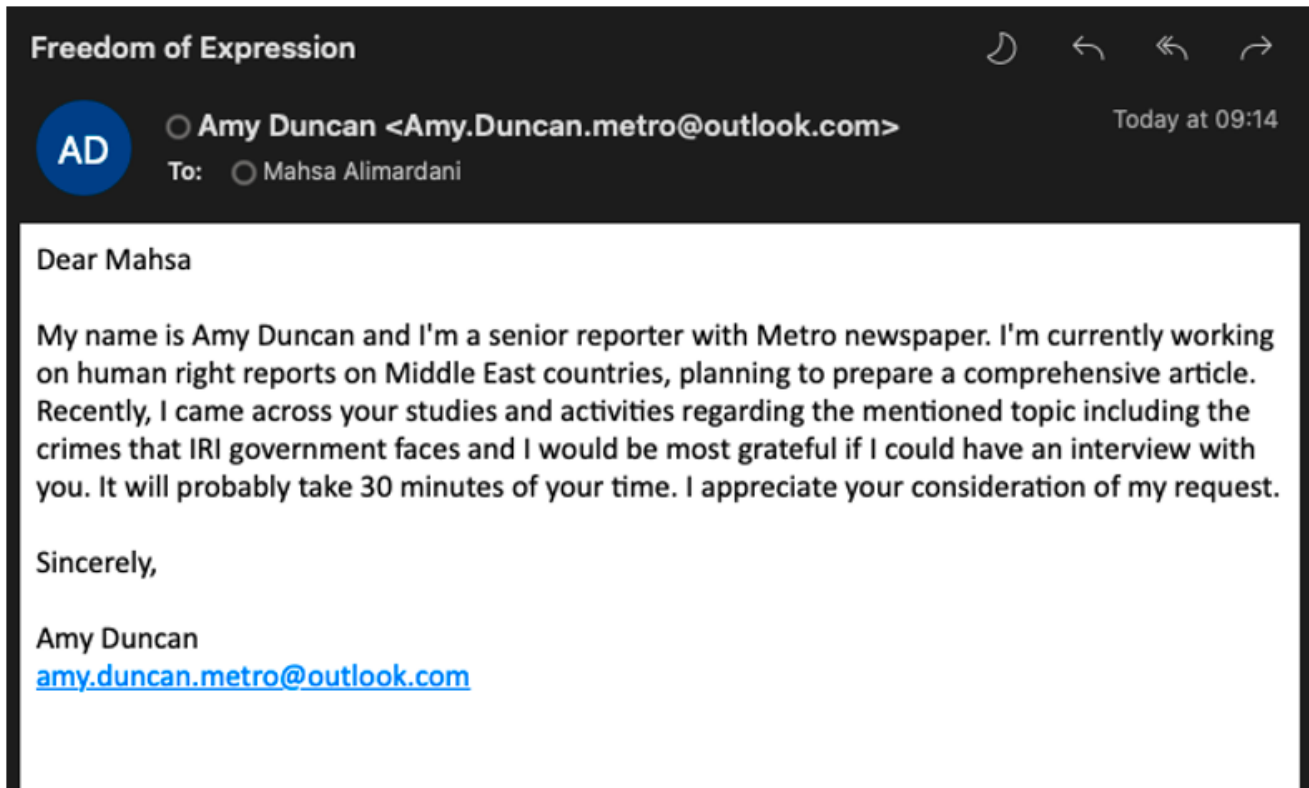 Freedom of Expression
AD
Amy Duncan <Amy.Duncan.metro@outlook.com>
Today at 09:14
To: Mahsa Alimardani
Dear Mahsa
My name is Amy Duncan and I'm a senior reporter with Metro newspaper. I'm currently working
on human right reports on Middle East countries, planning to prepare a comprehensive article.
Recently, I came across your studies and activities regarding the mentioned topic including the
crimes that IRI government faces and I would be most grateful if I could have an interview with
you. It will probably take 30 minutes of your time. I appreciate your consideration of my request.
Sincerely,
Amy Duncan
amy.duncan.metro@outlook.com